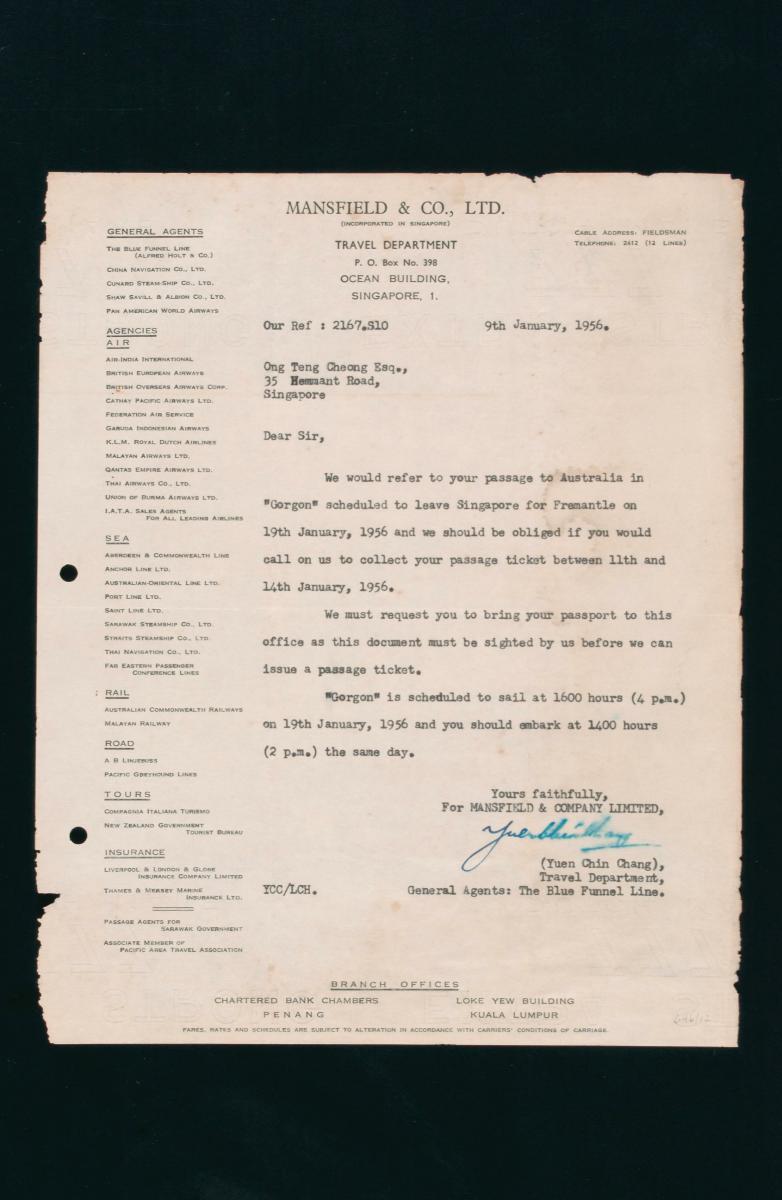 MANSFIELD & CO., LTD.
(INCORPORATED IN SINGAPORE)
TRAVEL DEPARTMENT
P. O. BOX NO. 398
OCEAN BUILDING,
SINGAPORE, 1.
CABLE ADDRESS: FIELDSMAN
TELEPHONE: 2612 (12 LINES)
GENERAL AGENTS
THE BLUE FUNNEL LINE
(ALFRED HOLT & CO.)
CHINA NAVIGATION CO., LTD.
CUNARD STEAM-SHIP CO., LTD.
SHAW SAVILL & ALBION CO., LTD.
PAN AMERICAN WORLD AIRWAYS
AGENCIES
AIR
AIR-INDIA INTERNATIONAL
BRITISH EUROPEAN AIRWAYS
BRITISH OVERSEAS AIRWAYS CORP.
CATHAY PACIFIC AIRWAYS LTD.
FEDERATION AIR SERVICE
GARUDA INDONESIAN AIRWAYS
K.L.M. ROYAL DUTCH AIRLINES
MALAYAN AIRWAYS LTD.
QANTAS EMPIRE AIRWAYS LTD.
THAI AIRWAYS CO., LTD.
UNION OF BURMA AIRWAYS LTD.
I.A.T.A. SALES AGENTS
FOR ALL LEADING AIRLINES
SEA
ABERDEEN & COMMONWEALTH LINE
ANCHOR LINE LTD.
AUSTRALIAN-ORIENTAL LINE LTD.
PORT LINE LTD.
SAINT LINE LTD.
SARAWAK STEAMSHIP CO., LTD.
STRAITS STEAMSHIP CO., LTD.
THAI NAVIGATION CO., LTD.
FAR EASTERN PASSENGER
CONFERENCE LINES
RAIL
AUSTRALIAN COMMONWEALTH RAILWAYS
MALAYAN RAILWAY
ROAD
A B LINJEBUSS
PACIFIC GREYHOUND LINES
TOURS
COMPAGNIA ITALIANA TURISMO
NEW ZEALAND GOVERNMENT
TOURIST BUREAU
INSURANCE
LIVERPOOL & LONDON & GLOBE
INSURANCE COMPANY LIMITED
THAMES & MERSEY MARINE
INSURANCE LTD.
PASSAGE AGENTS FOR
SARAWAK GOVERNMENT
ASSOCIATE MEMBER OF
PACIFIC AREA TRAVEL ASSOCIATION
Our Ref : 2167.S10 9th January, 1956.
Ong Teng Cheong Esq.,
35 Hemmant Road,
Singapore
Dear Sir,
We would refer to your passage to Australia in
"Gorgon" scheduled to leave Singapore for Fremantle on
19th January, 1956 and we should be obliged if you would
call on us to collect your passage ticket between 11th and
14th January, 1956.
We must request you to bring your passport to this
office as this document must be sighted by us before we can
issue a passage ticket.
"Gorgon" is scheduled to sail at 1600 hours (4 p.m.)
on 19th January, 1956 and you should embark at 1400 hours
(2 p.m.) the same day.
Yours faithfully,
For MANSFIELD & COMPANY LIMITED,
Yuen Chin Chang
(Yuen Chin Chang),
Travel Department,
General Agents: The Blue Funnel Line.
YCC/LCH.
BRANCH OFFICES
CHARTERED BANK CHAMBERS
PENANG
LOKE YEW BUILDING
KUALA LUMPUR
FARES, RATES AND SCHEDULES ARE SUBJECT TO ALTERATION IN ACCORDANCE WITH CARRIERS' CONDITIONS OF CARRIAGE.